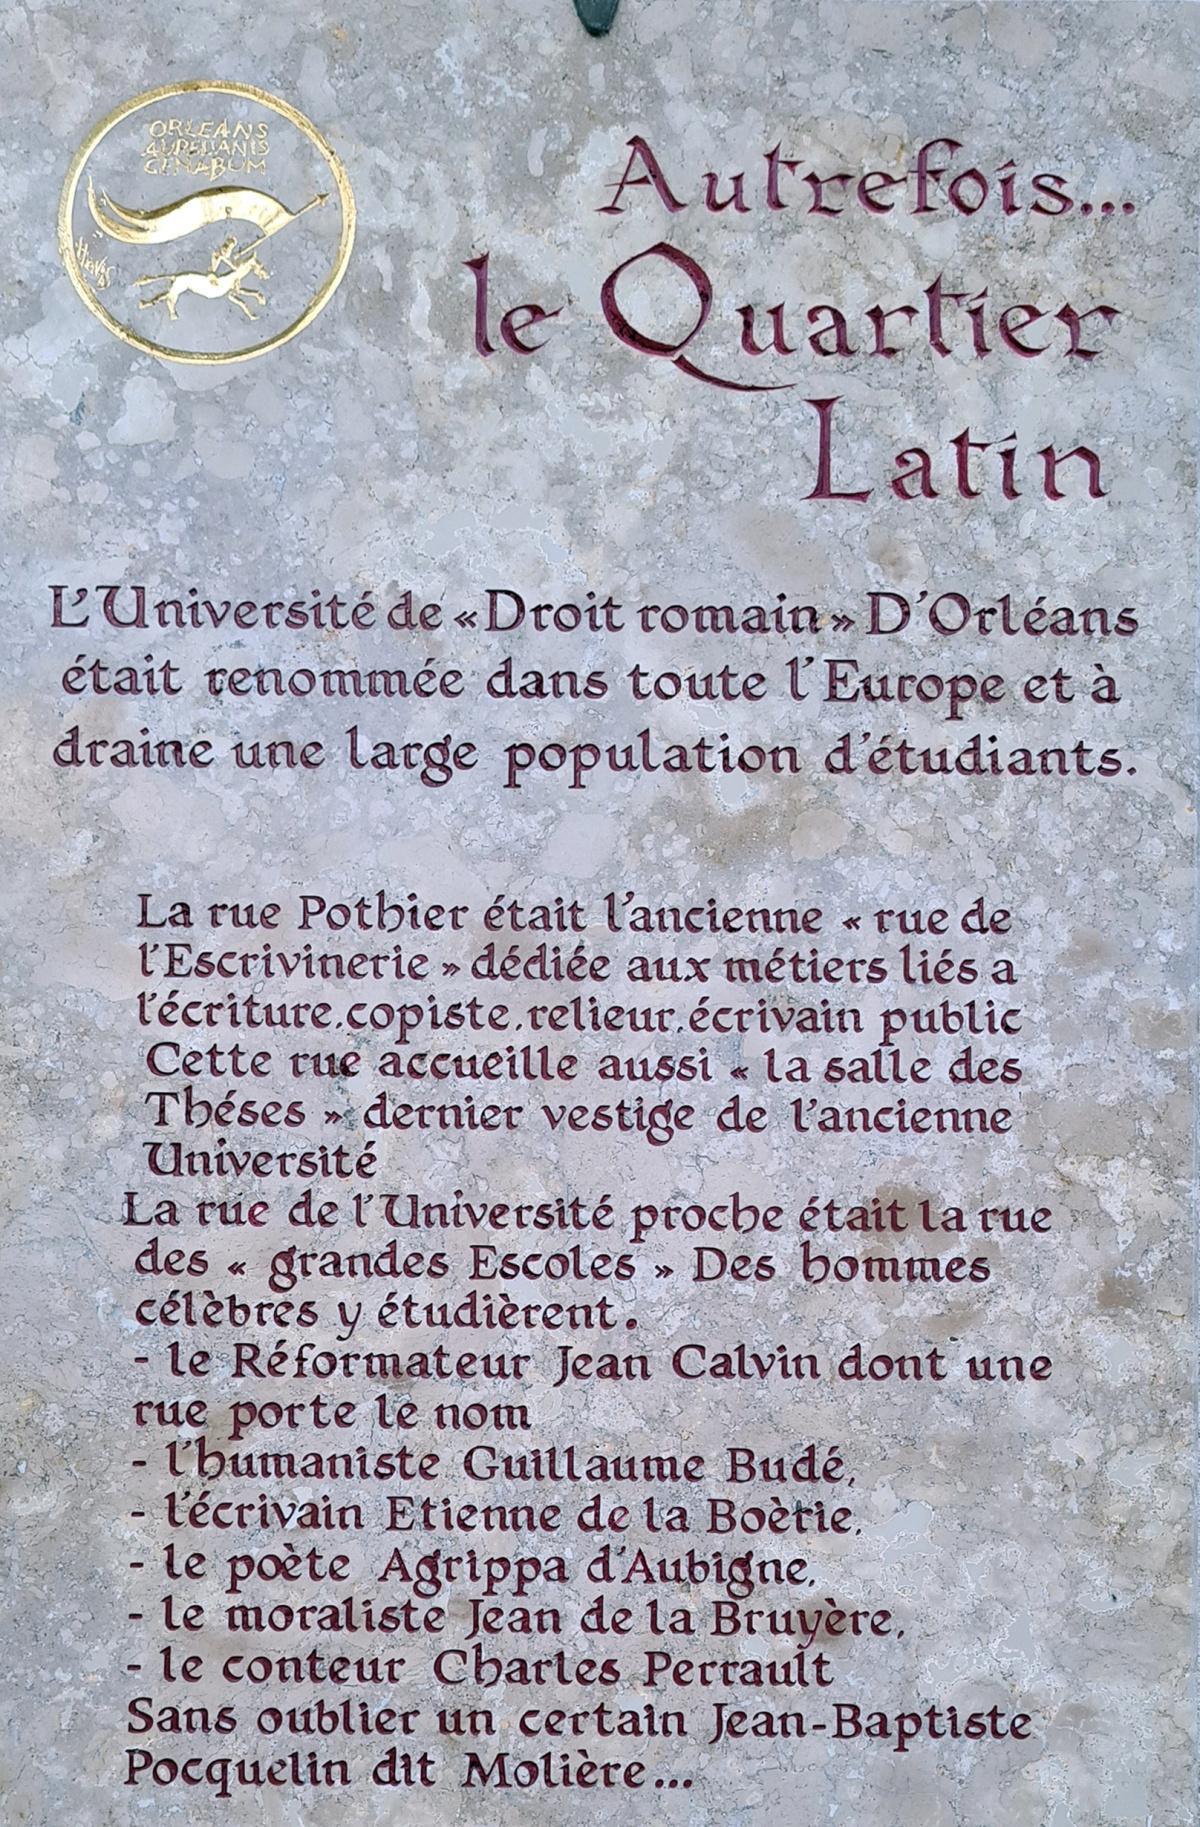 ORLEANS
AURELIANIS
CENABUM
Autrefois...
le Quartier
Latin
L'Université de «Droit romain» D'Orléans
était renommée dans toute l'Europe et à
draine une large population d'étudiants.
La rue Pothier était l'ancienne « rue de
l'Escrivinerie » dédiée aux métiers liés a
l'écriture.copiste.relieur.écrivain public
Cette rue accueille aussi « la salle des
Théses » dernier vestige de l'ancienne
Université
La rue de l'Université proche était la rue
des « grandes Escoles » Des hommes
célèbres y étudièrent.
- le Réformateur Jean Calvin dont une
rue porte le nom
- l'humaniste Guillaume Budé,
- l'écrivain Etienne de la Boètie,
- le poète Agrippa d'Aubigne,
- le moraliste Jean de la Bruyère,
- le conteur Charles Perrault
Sans oublier un certain Jean-Baptiste
Pocquelin dit Molière...